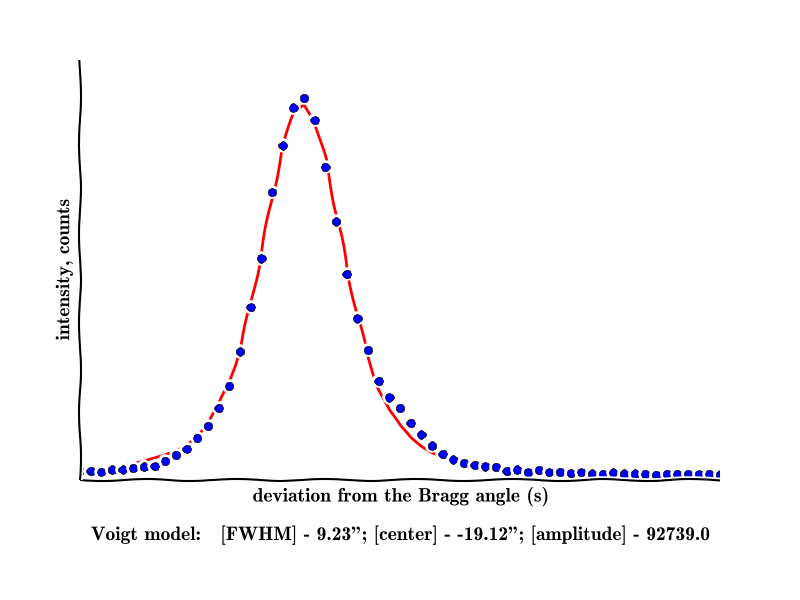 intensity, counts
deviation from the Bragg angle (s)
Voigt model: [FWHM] - 9.23”; [center] - -19.12”; [amplitude] - 92739.0